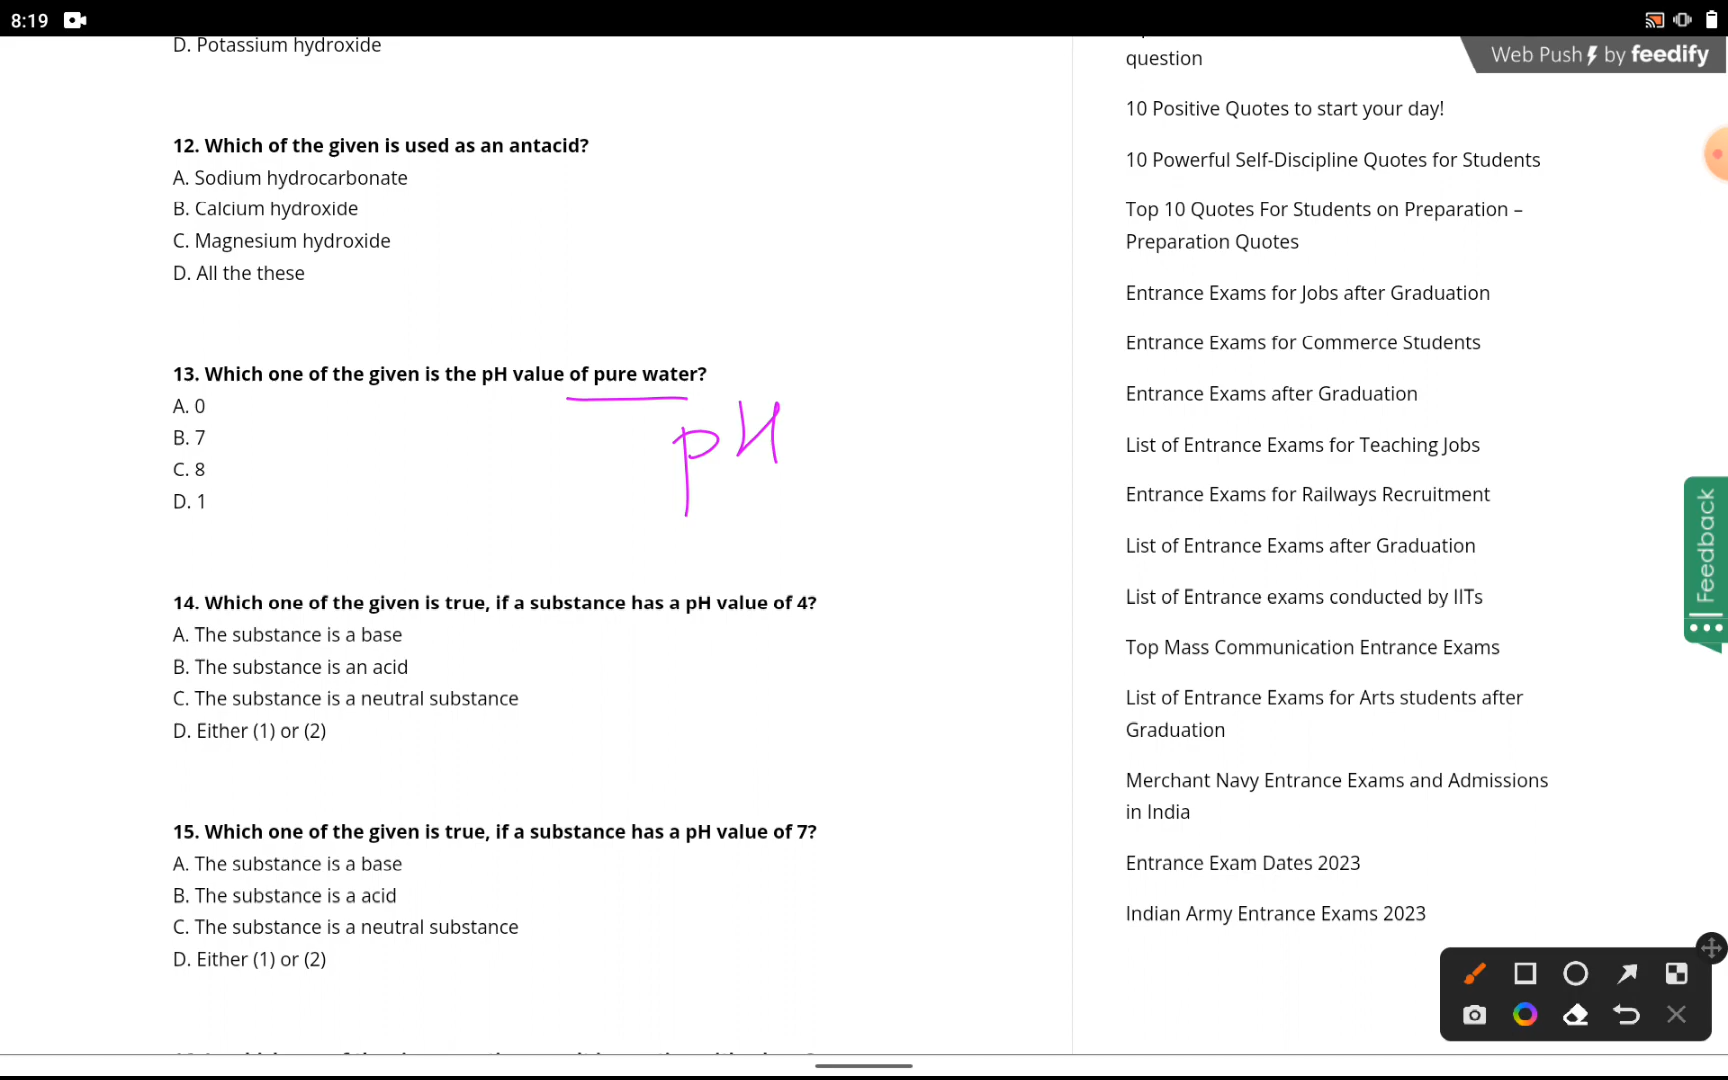 8:19
D. Potassium hydroxide
12. Which of the given is used as an antacid?
A. Sodium hydrocarbonate
B. Calcium hydroxide
C. Magnesium hydroxide
D. All the these
13. Which one of the given is the pH value of pure water?
A. 0
B. 7
C. 8
D. 1
pH
14. Which one of the given is true, if a substance has a pH value of 4?
A. The substance is a base
B. The substance is an acid
C. The substance is a neutral substance
D. Either (1) or (2)
15. Which one of the given is true, if a substance has a pH value of 7?
A. The substance is a base
B. The substance is a acid
C. The substance is a neutral substance
D. Either (1) or (2)
question
Web Push by feedify
10 Positive Quotes to start your day!
10 Powerful Self-Discipline Quotes for Students
Top 10 Quotes For Students on Preparation –
Preparation Quotes
Entrance Exams for Jobs after Graduation
Entrance Exams for Commerce Students
Entrance Exams after Graduation
List of Entrance Exams for Teaching Jobs
Entrance Exams for Railways Recruitment
List of Entrance Exams after Graduation
List of Entrance exams conducted by IITs
Top Mass Communication Entrance Exams
List of Entrance Exams for Arts students after
Graduation
Merchant Navy Entrance Exams and Admissions
in India
Entrance Exam Dates 2023
Indian Army Entrance Exams 2023
Feedback